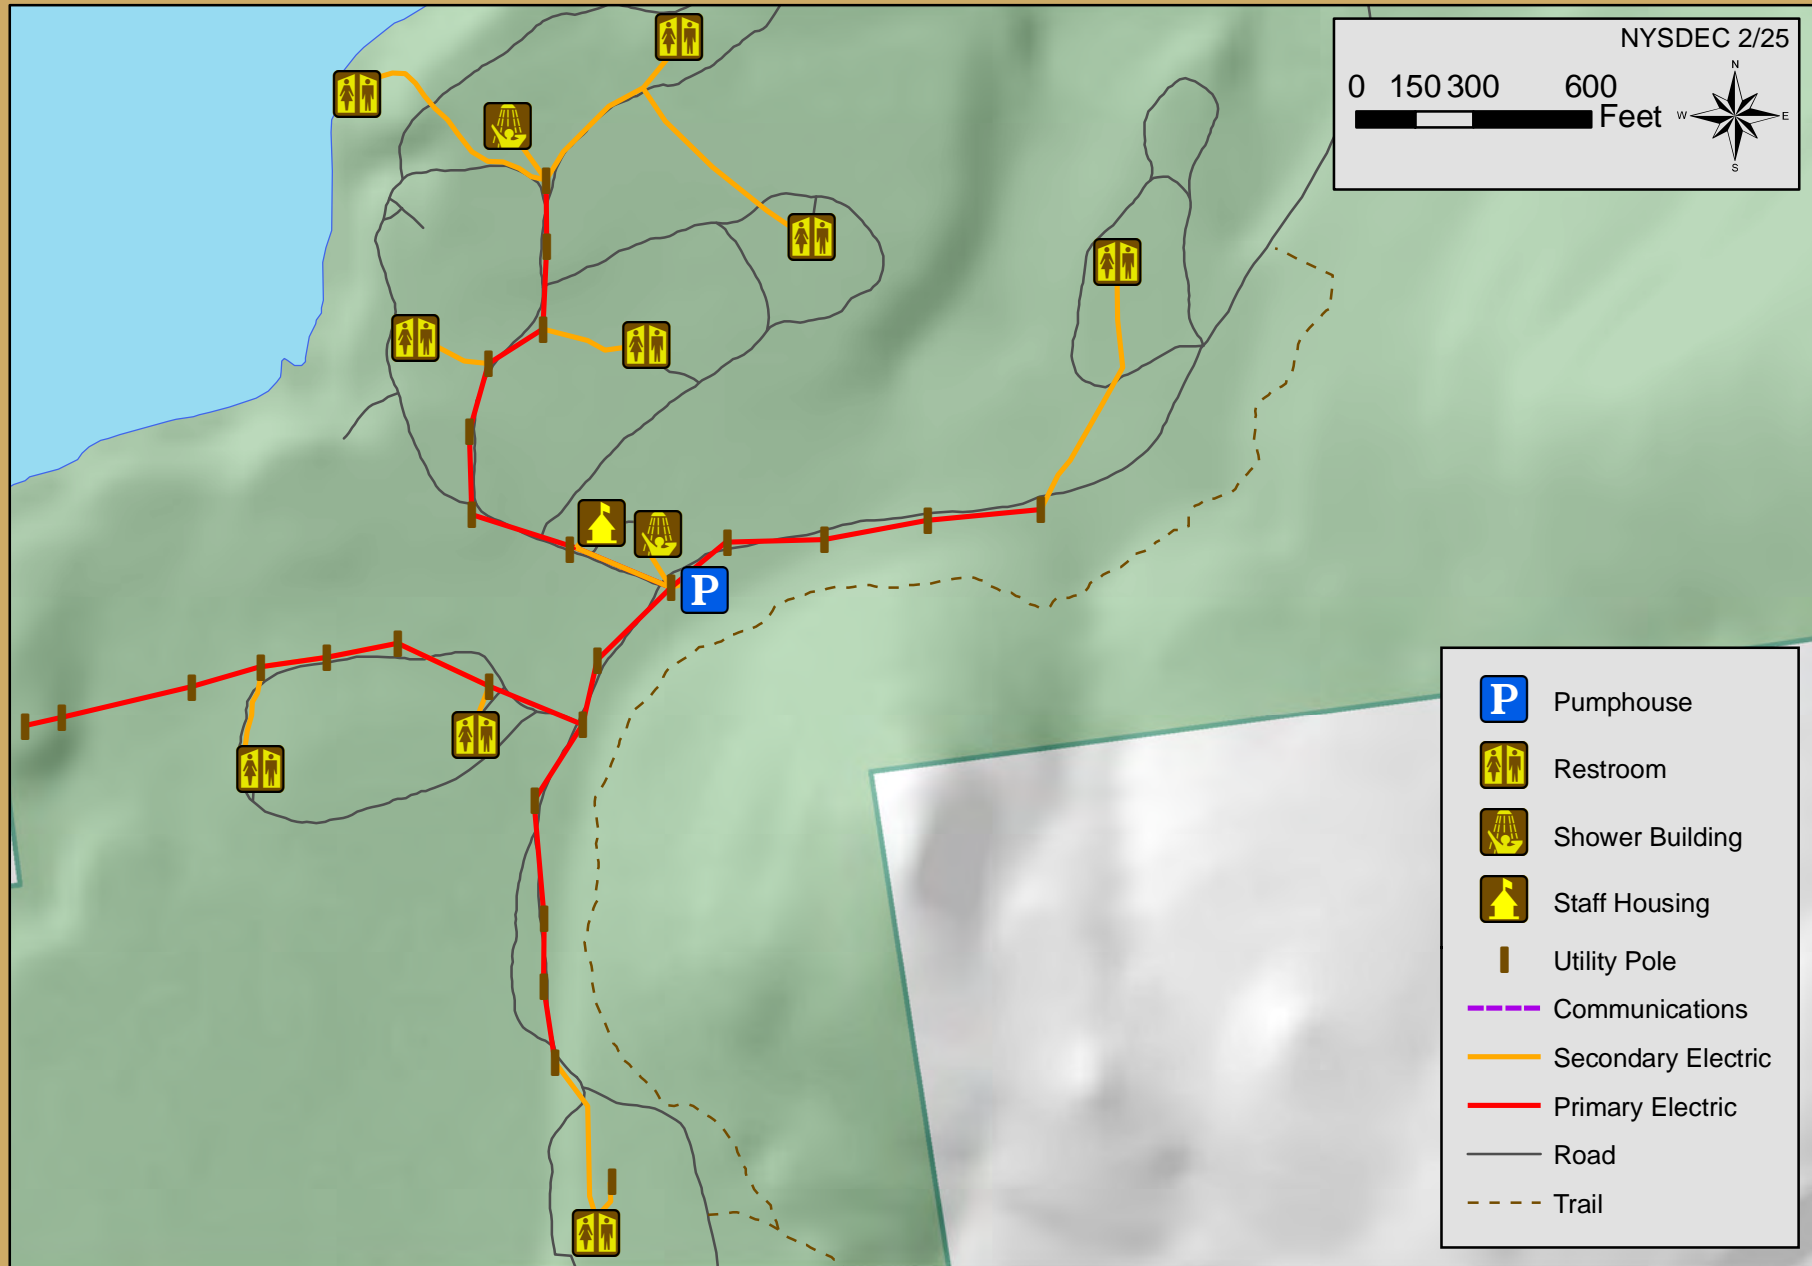 NYSDEC 2/25
0 150 300 600
Feet
N
W E
S
P
P
Pumphouse
Restroom
Shower Building
Staff Housing
Utility Pole
Communications
Secondary Electric
Primary Electric
Road
Trail